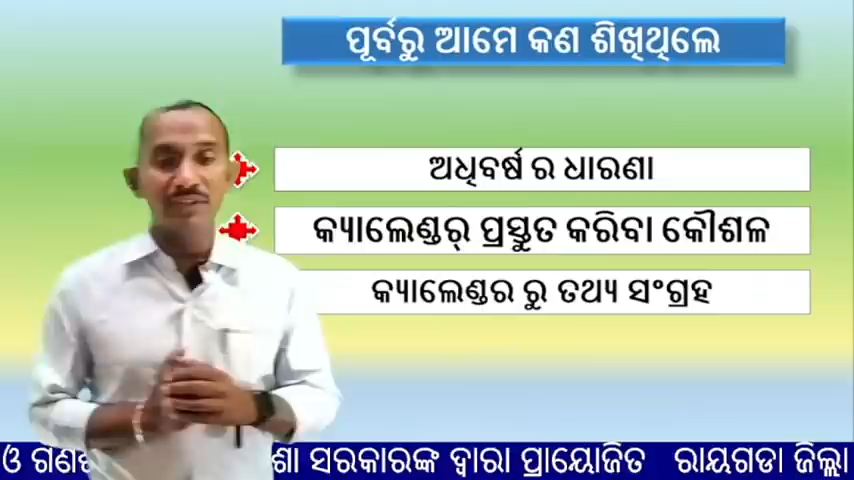 ପୂର୍ବରୁ ଆମେ କଣ ଶିଖିଥିଲେ
ଅଧିବର୍ଷ ର ଧାରଣା
କ୍ୟାଲେଣ୍ଡର୍ ପ୍ରସ୍ତୁତ କରିବା କୌଶଳ
କ୍ୟାଲେଣ୍ଡର ରୁ ତଥ୍ୟ ସଂଗ୍ରହ
ଓ ସରକାରଙ୍କ ଦ୍ୱାରା ପ୍ରାୟୋଜିତ ରାୟଗଡା ଜିଲ୍ଲା